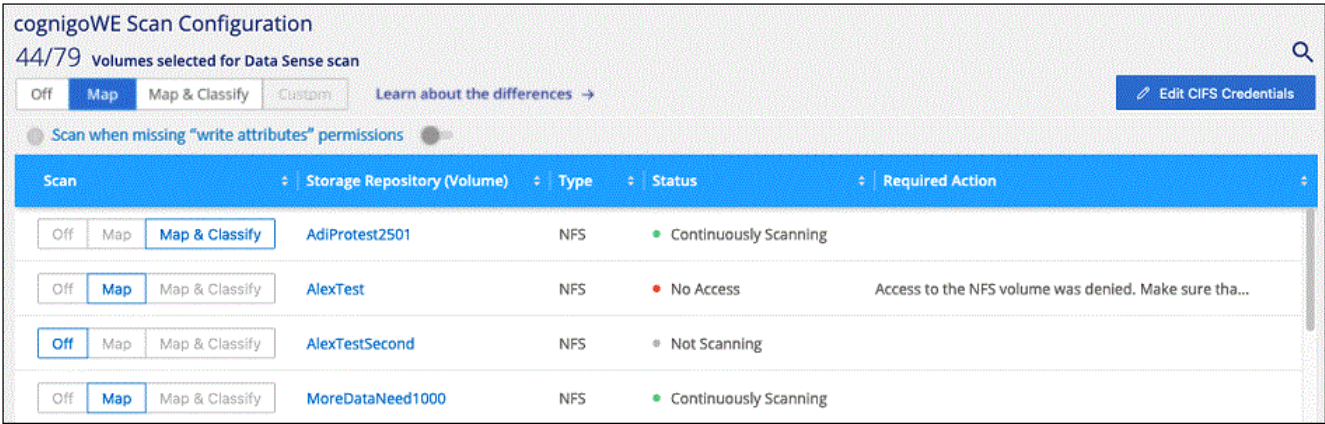 cognigoWE Scan Configuration
44/79 Volumes selected for Data Sense scan
Off Map Map & Classify Custom Learn about the differences → Edit CIFS Credentials
Scan when missing “write attributes” permissions
Scan Storage Repository (Volume) Type Status Required Action
Off Map Map & Classify AdiProtest2501 NFS Continuously Scanning
Off Map Map & Classify AlexTest NFS No Access Access to the NFS volume was denied. Make sure tha...
Off Map Map & Classify AlexTestSecond NFS Not Scanning
Off Map Map & Classify MoreDataNeed1000 NFS Continuously Scanning